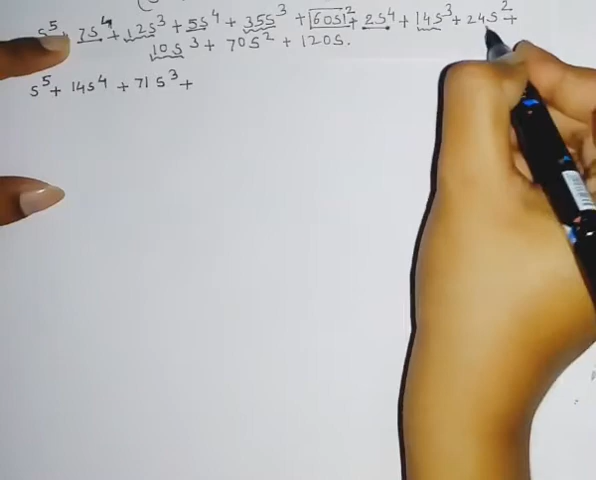 s⁵ + 7s⁴ + 12s³ + 5s⁴ + 35s³ + 60s² + 2s⁴ + 14s³ + 24s² +
10s³ + 70s² + 120s.
s⁵ + 14s⁴ + 71s³ +